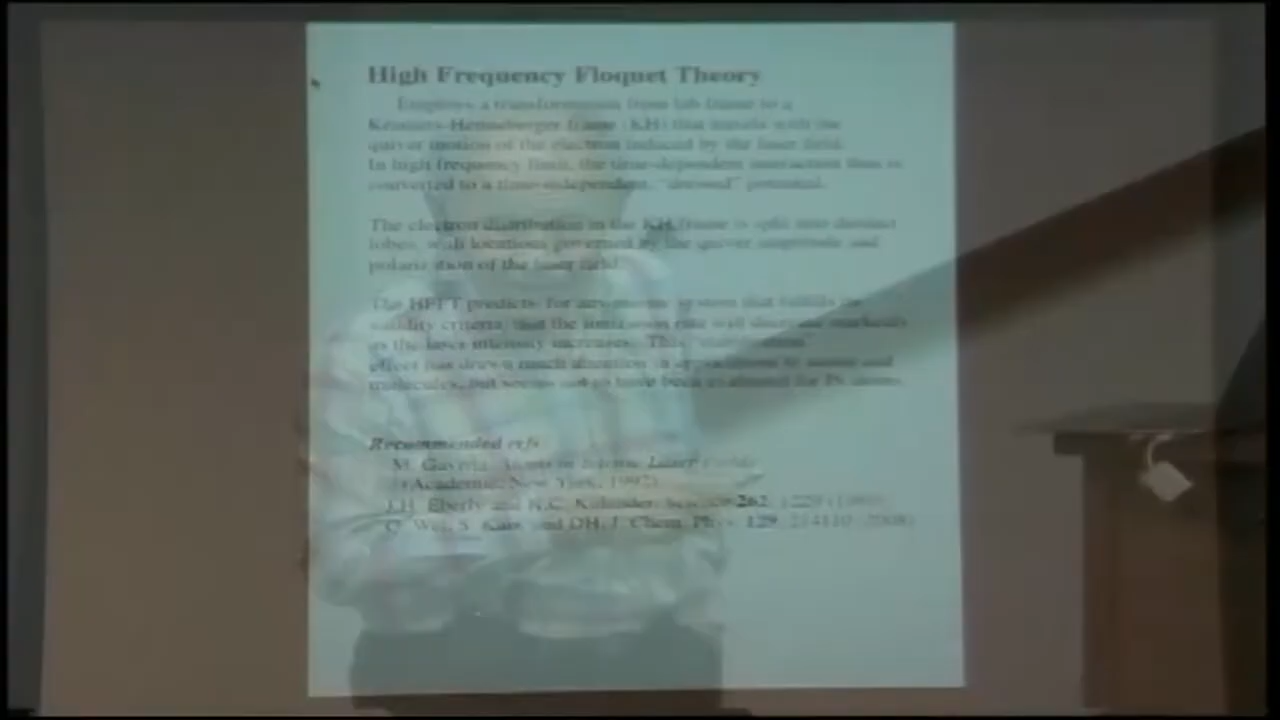 High Frequency Floquet Theory
Employs a transformation from lab frame to a
Kramers-Henneberger frame (KH) that moves with the
quiver motion of the electron induced by the laser field.
In high frequency limit, the time-dependent interaction thus is
converted to a time-independent, "dressed" potential.
The electron distribution in the KH frame is split into distinct
lobes, with locations governed by the quiver amplitude and
polarization of the laser field.
The HFFT predicts, for any system that
validity criteria, that the ionization rate will decrease markedly
as the laser intensity increases. This
effect has drawn much attention in applications to atoms and
molecules, but seems not to have been for
Recommended refs
M. Gavrila, Atoms in Intense Laser Fields
(Academic, New York, 1992)
J.H. Eberly and K.C. Kulander, Science 262, 1229 (1993)
Q. Wei, S. Kais, and DH, J. Chem. Phys. 129, 214110 (2008)